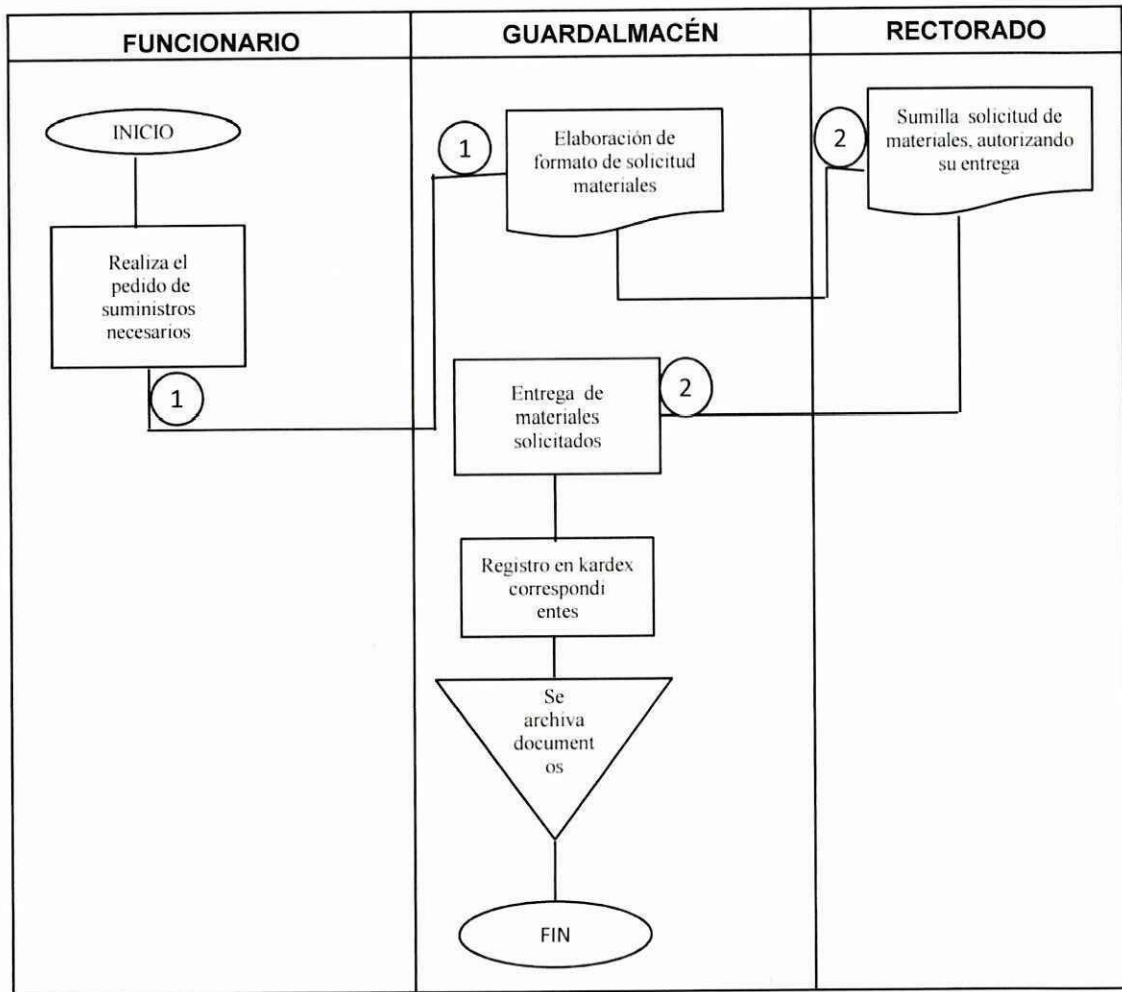 FUNCIONARIO
GUARDALMACÉN
RECTORADO
INICIO
Realiza el
pedido de
suministros
necesarios
1
1
Elaboración de
formato de solicitud
materiales
2
Sumilla solicitud de
materiales, autorizando
su entrega
Entrega de
materiales
solicitados
2
Registro en kardex
correspondi
entes
Se
archiva
document
os
FIN